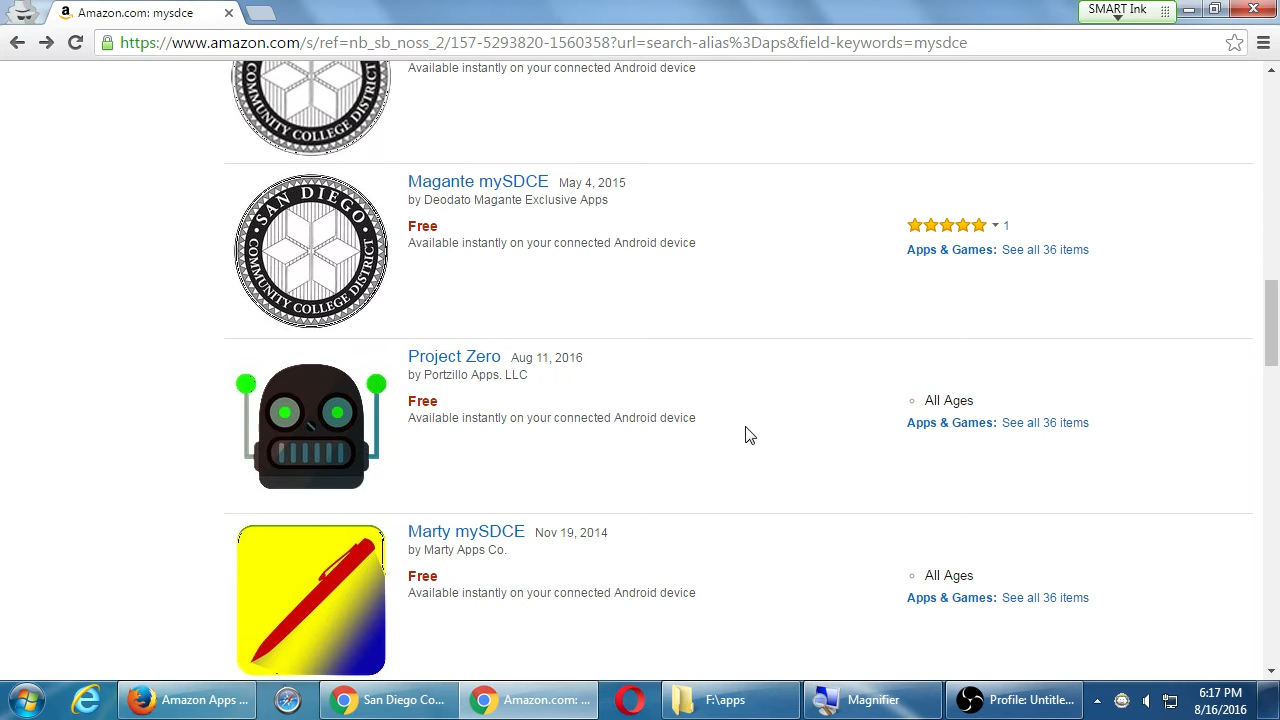 Amazon.com: mysdce
SMART Ink
https://www.amazon.com/s/ref=nb_sb_noss_2/157-5293820-1560358?url=search-alias%3Daps&field-keywords=mysdce
Available instantly on your connected Android device
COMMUNITY COLLEGE DISTRICT
Magante mySDCE May 4, 2015
by Deodato Magante Exclusive Apps
Free
Available instantly on your connected Android device
1
Apps & Games: See all 36 items
SAN DIEGO
COMMUNITY COLLEGE DISTRICT
Project Zero Aug 11, 2016
by Portzillo Apps. LLC
Free
Available instantly on your connected Android device
All Ages
Apps & Games: See all 36 items
Marty mySDCE Nov 19, 2014
by Marty Apps Co.
Free
Available instantly on your connected Android device
All Ages
Apps & Games: See all 36 items
Amazon Apps ...
San Diego Co...
Amazon.com: ...
F:\apps
Magnifier
Profile: Untitle...
6:17 PM
8/16/2016